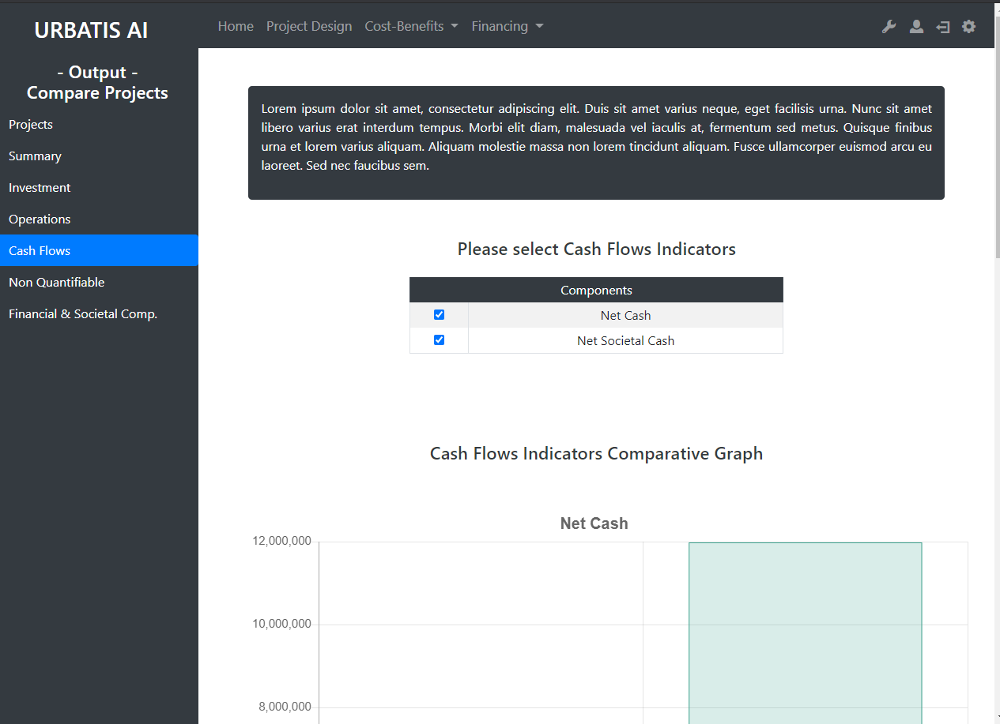 URBATIS AI
Home Project Design Cost-Benefits Financing
- Output -
Compare Projects
Projects
Summary
Investment
Operations
Cash Flows
Non Quantifiable
Financial & Societal Comp.
Lorem ipsum dolor sit amet, consectetur adipiscing elit. Duis sit amet varius neque, eget facilisis urna. Nunc sit amet
libero varius erat interdum tempus. Morbi elit diam, malesuada vel iaculis at, fermentum sed metus. Quisque finibus
urna et lorem varius aliquam. Aliquam molestie massa non lorem tincidunt aliquam. Fusce ullamcorper euismod arcu eu
laoreet. Sed nec faucibus sem.
Please select Cash Flows Indicators
Components
Net Cash
Net Societal Cash
Cash Flows Indicators Comparative Graph
Net Cash
12,000,000
10,000,000
8,000,000